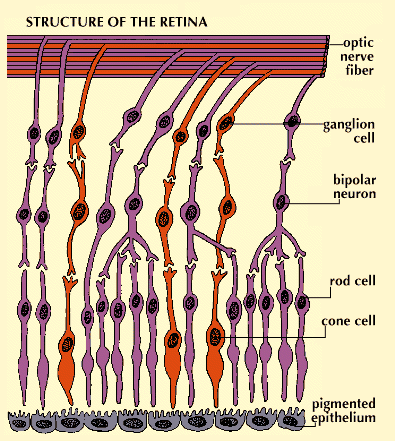 STRUCTURE OF THE RETINA
optic
nerve
fiber
ganglion
cell
bipolar
neuron
rod cell
cone cell
pigmented
epithelium